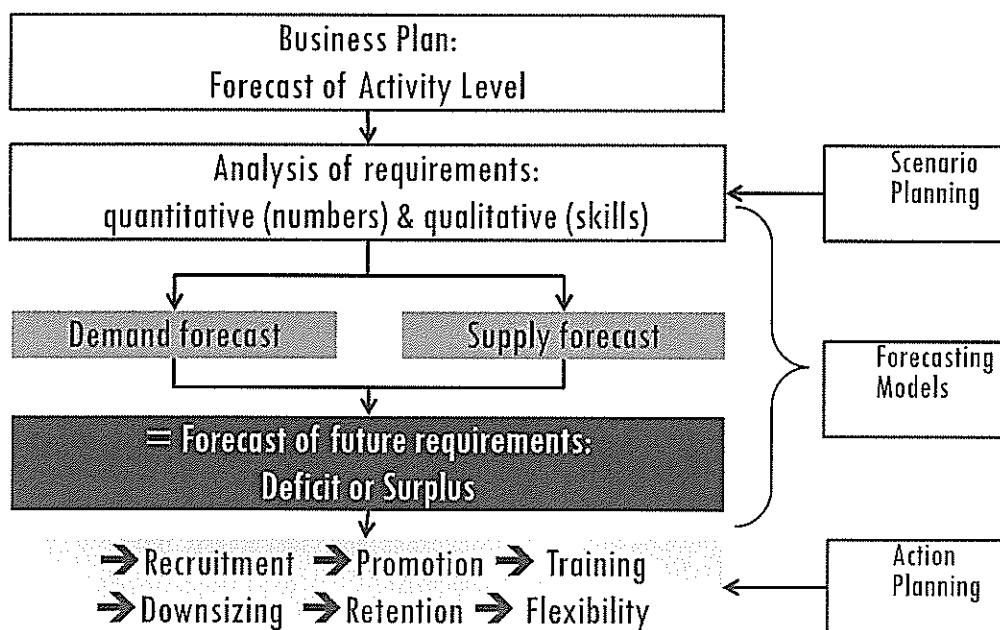 Business Plan:
Forecast of Activity Level
Analysis of requirements:
quantitative (numbers) & qualitative (skills)
Scenario
Planning
Demand forecast
Supply forecast
Forecasting
Models
= Forecast of future requirements:
Deficit or Surplus
➔ Recruitment ➔ Promotion ➔ Training
➔ Downsizing ➔ Retention ➔ Flexibility
Action
Planning